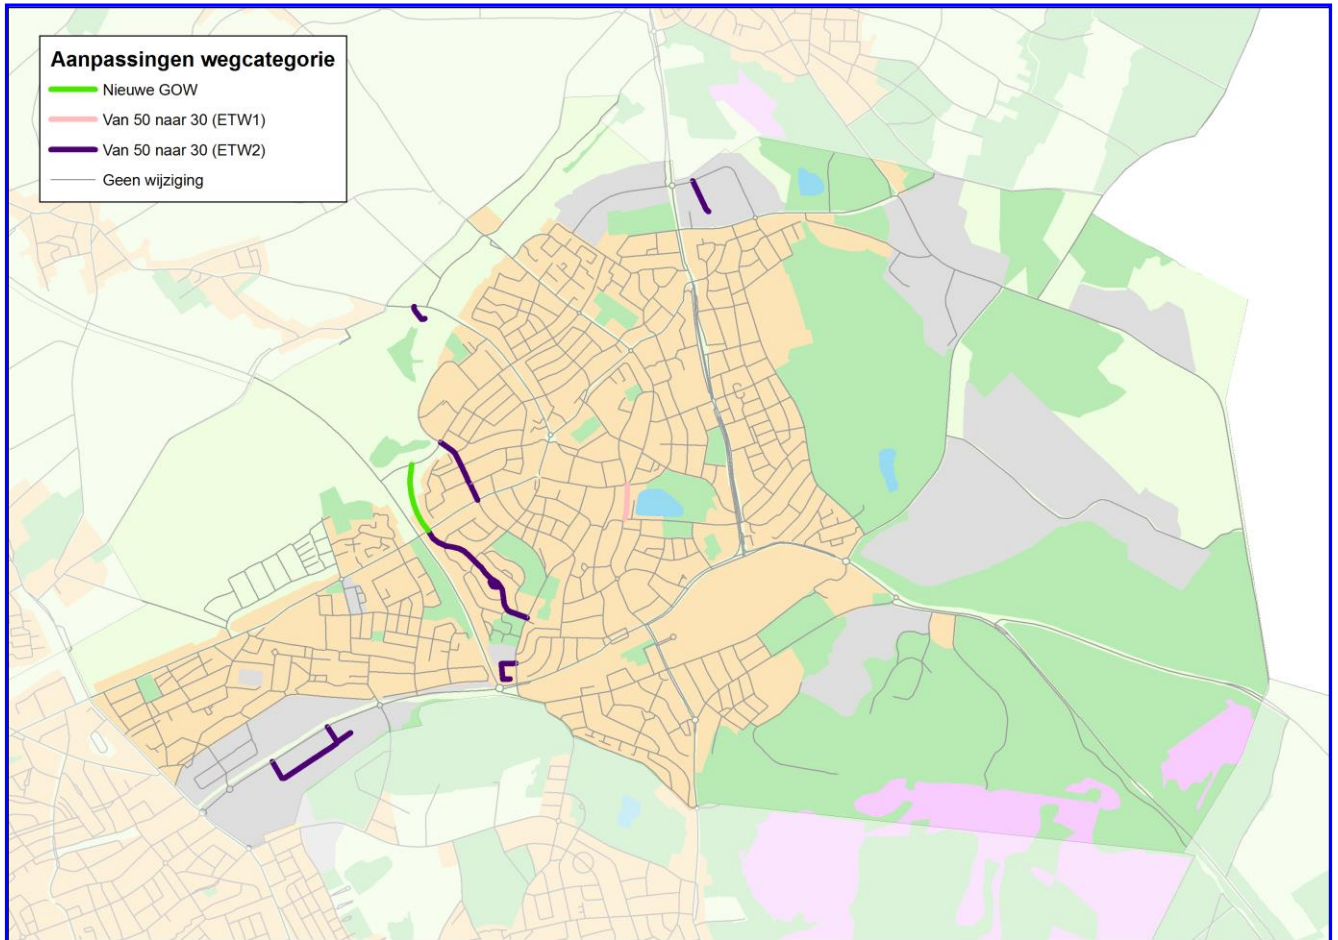 Aanpassingen wegcategorie
Nieuwe GOW
Van 50 naar 30 (ETW1)
Van 50 naar 30 (ETW2)
Geen wijziging